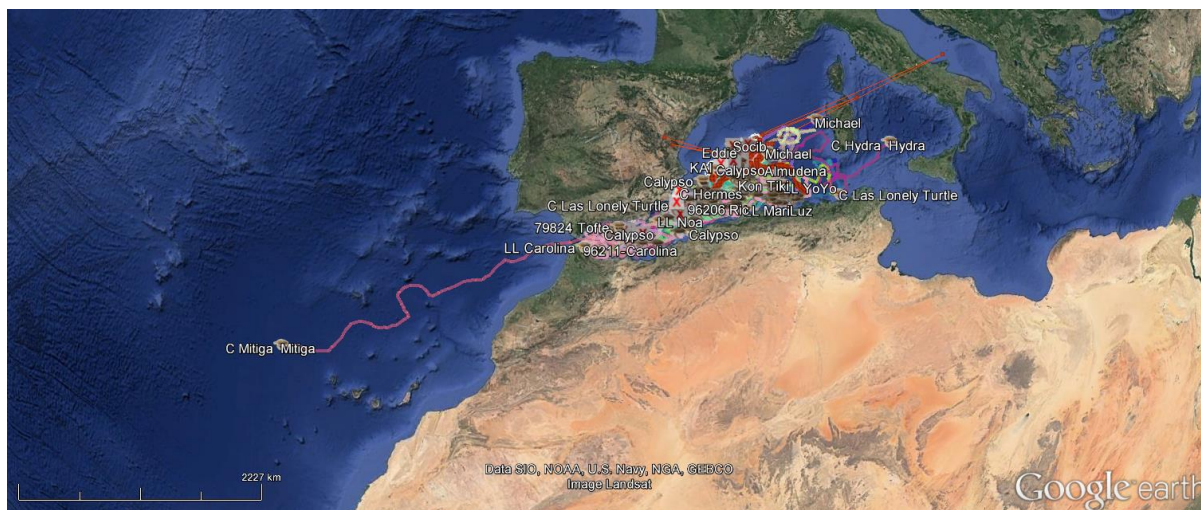 Michael
Socib
C Hydra Hydra
Eddie
Michael
KAI
Calypso
Almudena
Calypso
Kon Tiki
LL YoYo
C Hermes
C Las Lonely Turtle
C Las Lonely Turtle
96206 Ric
L MariLuz
LL Noa
79824 Tofte
Calypso
Calypso
LL Carolina
96211-Carolina
C Mitiga Mitiga
2227 km
Data SIO, NOAA, U.S. Navy, NGA, GEBCO
Image Landsat
Google earth